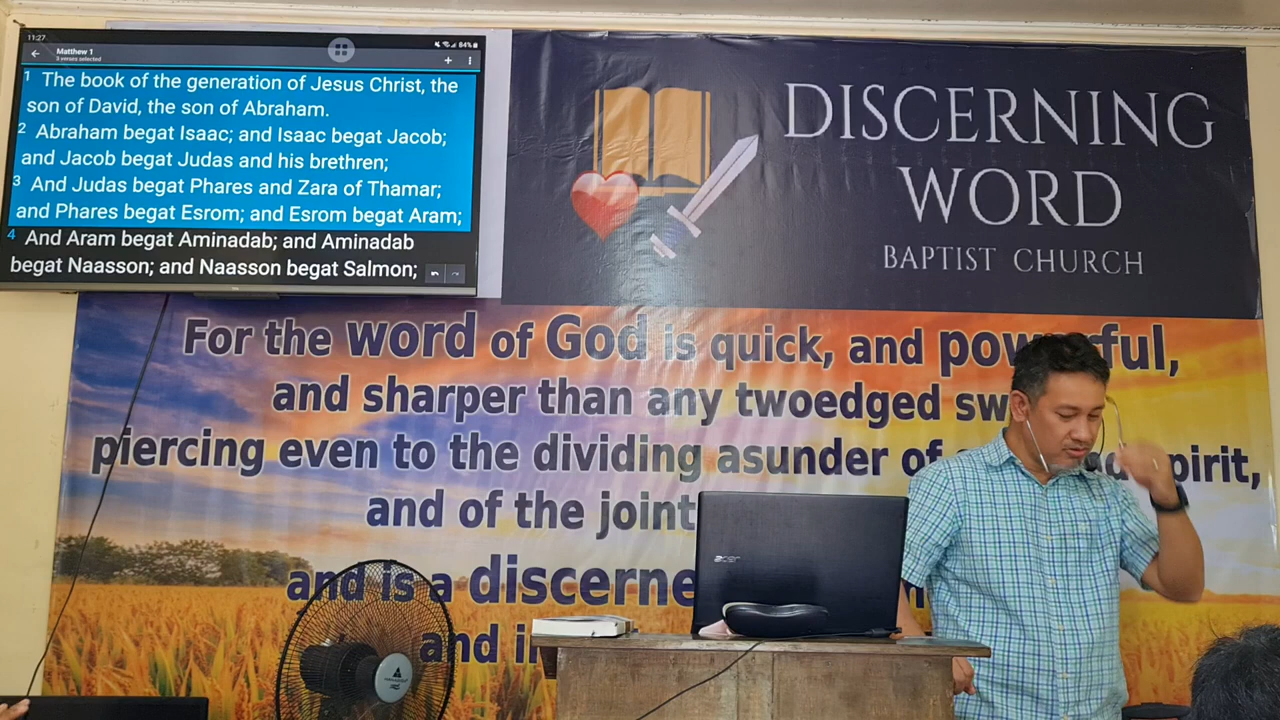 11:27
84%
Matthew 1
3 verses selected
1 The book of the generation of Jesus Christ, the
son of David, the son of Abraham.
2 Abraham begat Isaac; and Isaac begat Jacob;
and Jacob begat Judas and his brethren;
3 And Judas begat Phares and Zara of Thamar;
and Phares begat Esrom; and Esrom begat Aram;
4 And Aram begat Aminadab; and Aminadab
begat Naasson; and Naasson begat Salmon;
DISCERNING
WORD
BAPTIST CHURCH
For the word of God is quick, and pow ful,
and sharper than any twoedged sw
piercing even to the dividing asunder of pirit,
and of the joint
and is a discerne
and i
acer